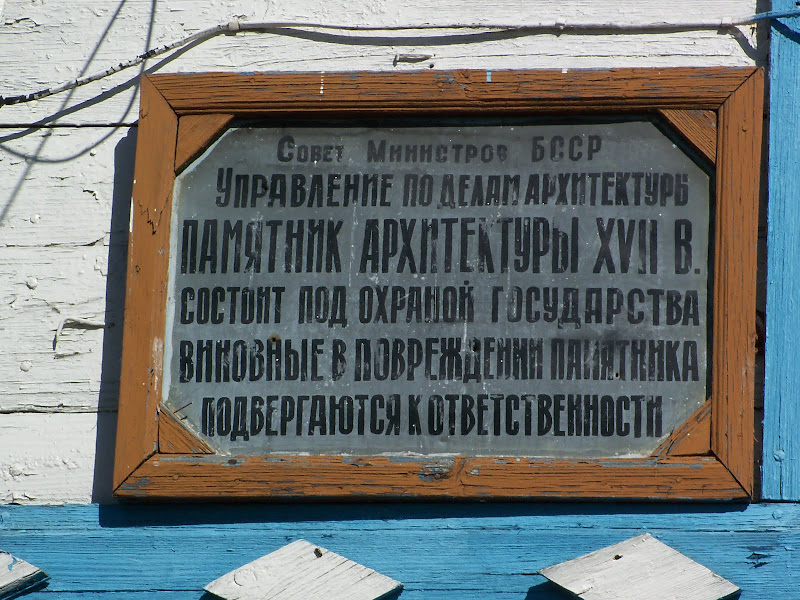 Совет Министров БССР
Управление по делам архитектуры
ПАМЯТНИК АРХИТЕКТУРЫ XVII В.
СОСТОИТ ПОД ОХРАНОЙ ГОСУДАРСТВА
ВИНОВНЫЕ В ПОВРЕЖДЕНИИ ПАМЯТНИКА
ПОДВЕРГАЮТСЯ К ОТВЕТСТВЕННОСТИ